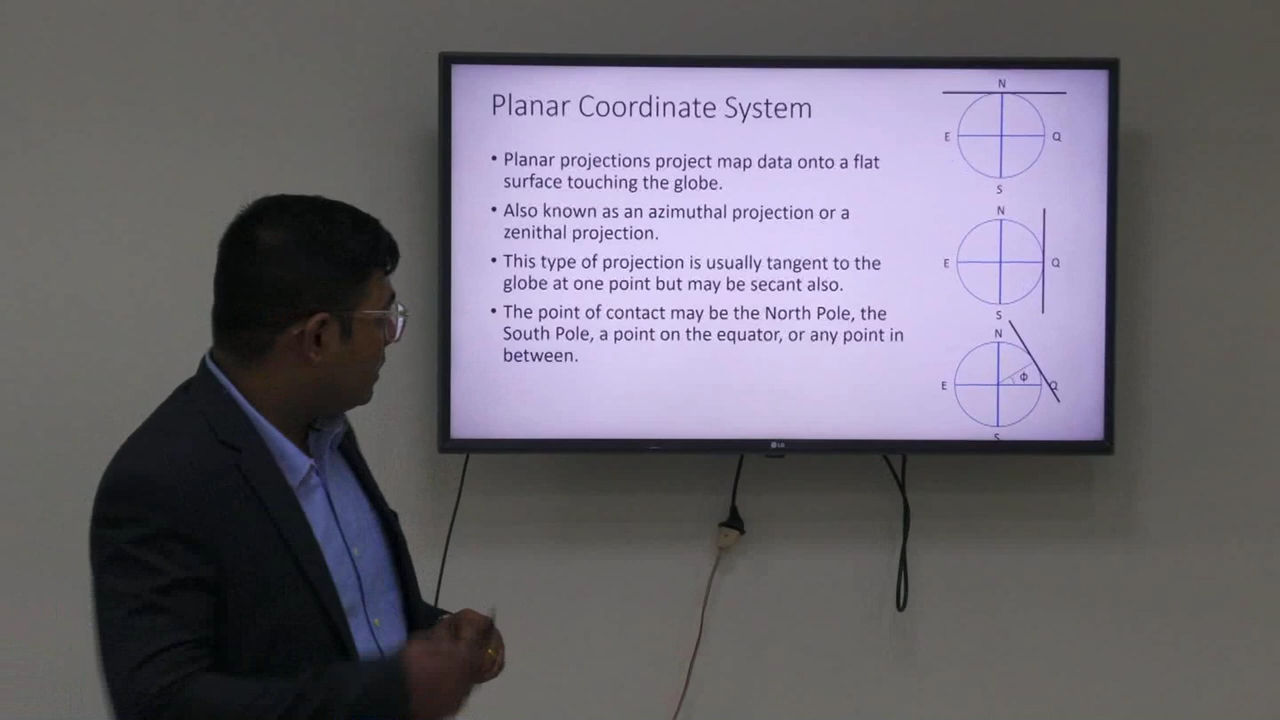 Planar Coordinate System
• Planar projections project map data onto a flat
surface touching the globe.
• Also known as an azimuthal projection or a
zenithal projection.
• This type of projection is usually tangent to the
globe at one point but may be secant also.
• The point of contact may be the North Pole, the
South Pole, a point on the equator, or any point in
between.
N
E Q
S
N
E Q
S
N
ϕ
E Q
S
LG